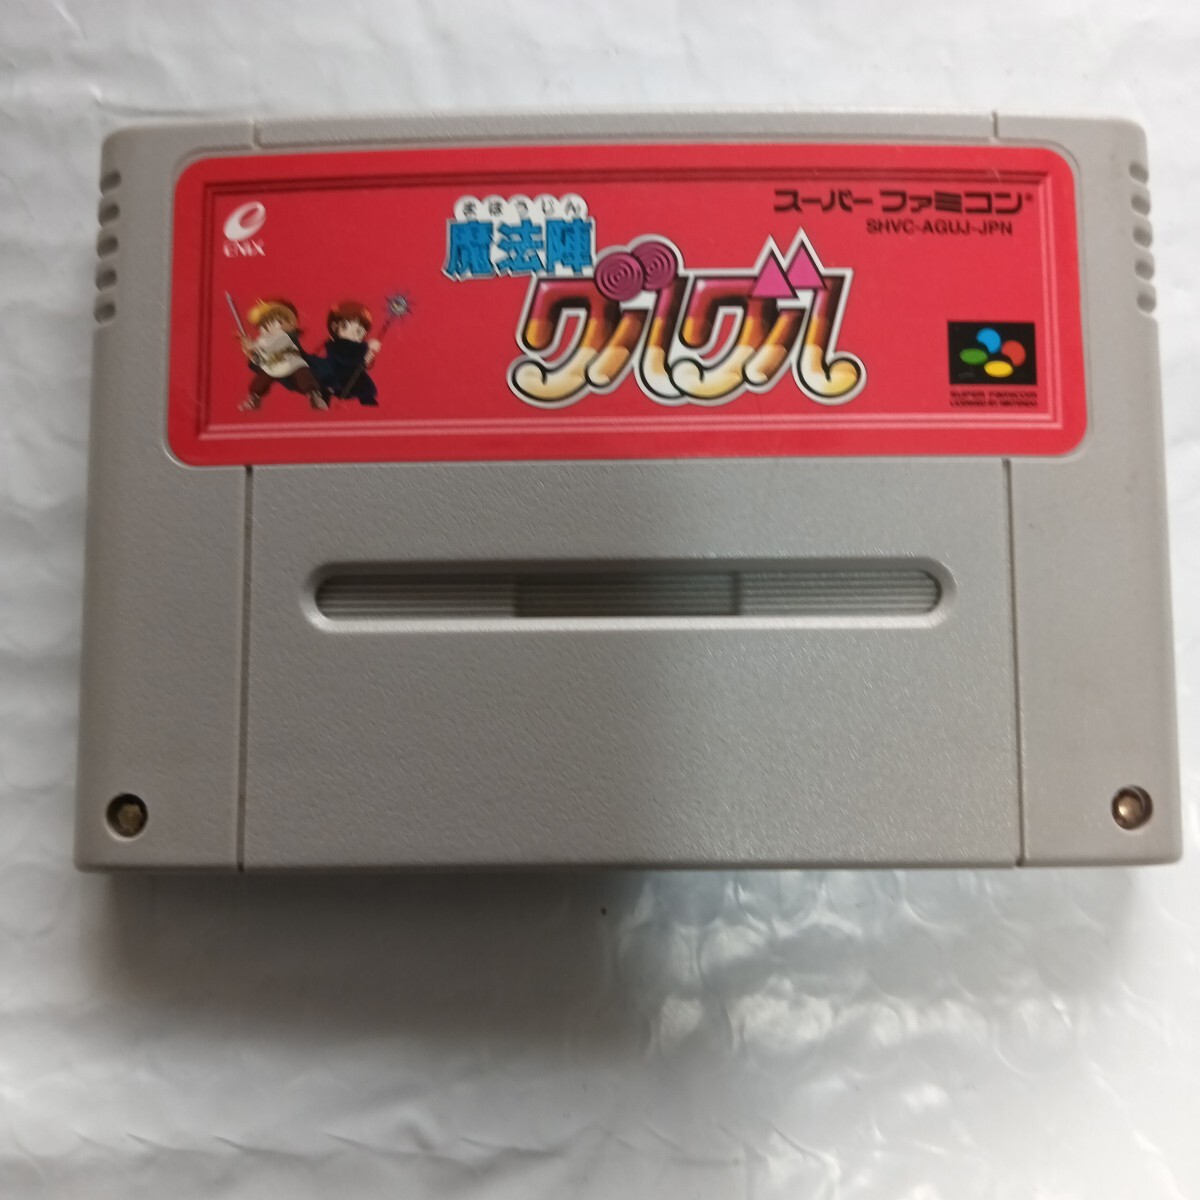 ENIX
まほうじん
魔法陣
グルグル
スーパーファミコン®
SHVC-AGUJ-JPN
SUPER FAMICOM
LICENSED BY NINTENDO